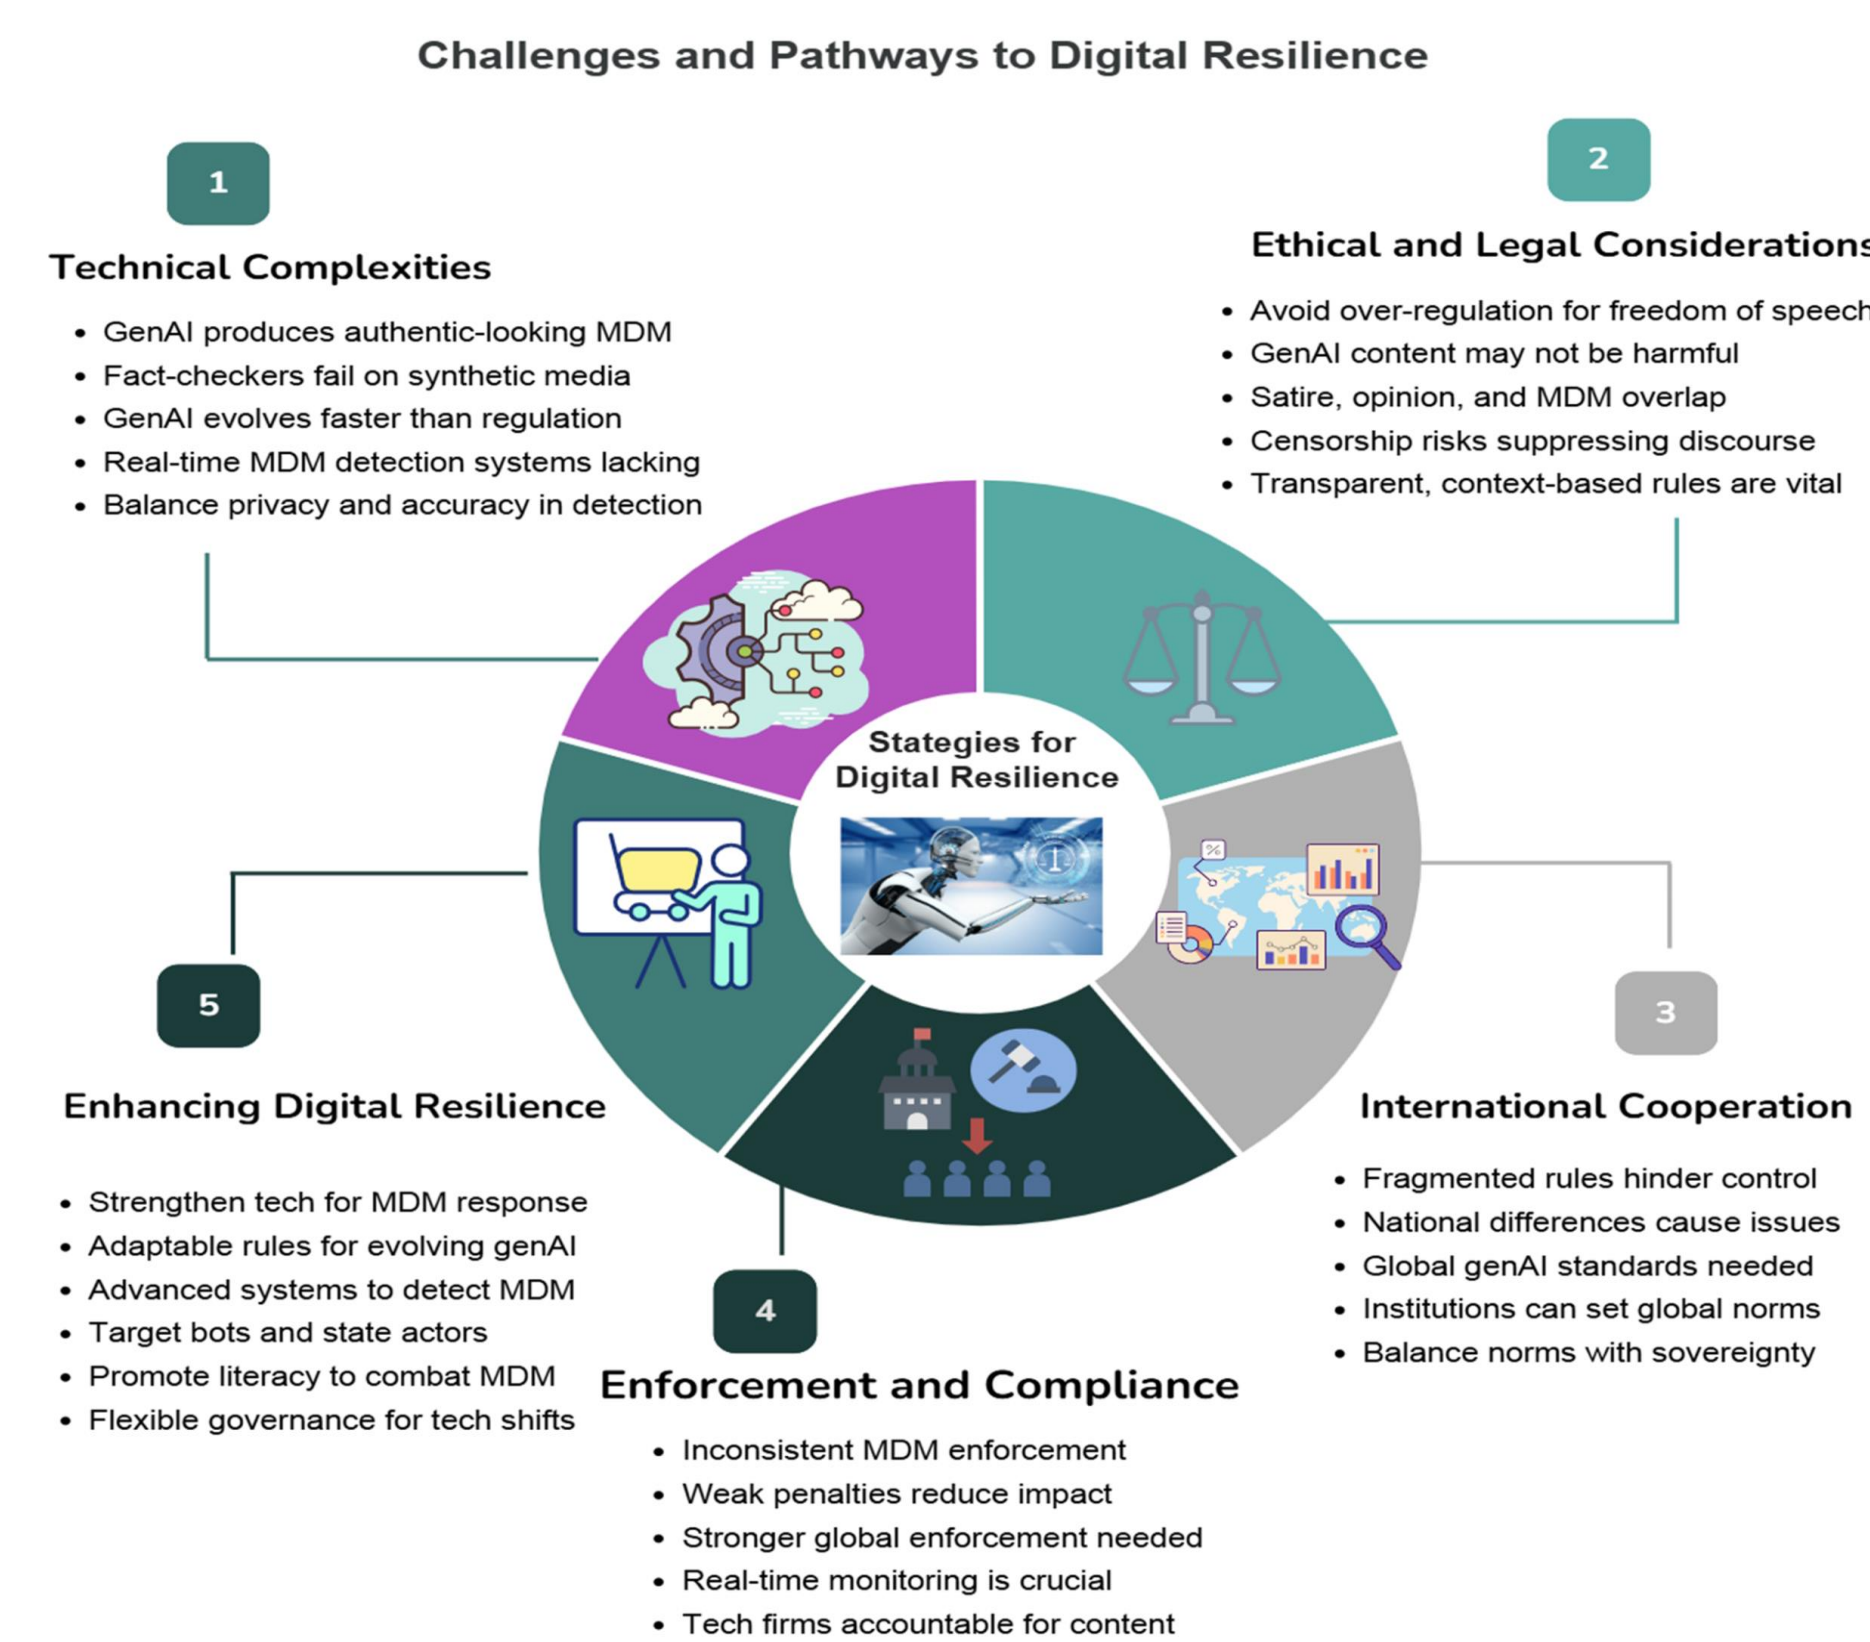 Challenges and Pathways to Digital Resilience
1
Technical Complexities
• GenAI produces authentic-looking MDM
• Fact-checkers fail on synthetic media
• GenAI evolves faster than regulation
• Real-time MDM detection systems lacking
• Balance privacy and accuracy in detection
2
Ethical and Legal Considerations
• Avoid over-regulation for freedom of speech
• GenAI content may not be harmful
• Satire, opinion, and MDM overlap
• Censorship risks suppressing discourse
• Transparent, context-based rules are vital
Stategies for
Digital Resilience
%
3
International Cooperation
• Fragmented rules hinder control
• National differences cause issues
• Global genAI standards needed
• Institutions can set global norms
• Balance norms with sovereignty
4
Enforcement and Compliance
• Inconsistent MDM enforcement
• Weak penalties reduce impact
• Stronger global enforcement needed
• Real-time monitoring is crucial
• Tech firms accountable for content
5
Enhancing Digital Resilience
• Strengthen tech for MDM response
• Adaptable rules for evolving genAI
• Advanced systems to detect MDM
• Target bots and state actors
• Promote literacy to combat MDM
• Flexible governance for tech shifts